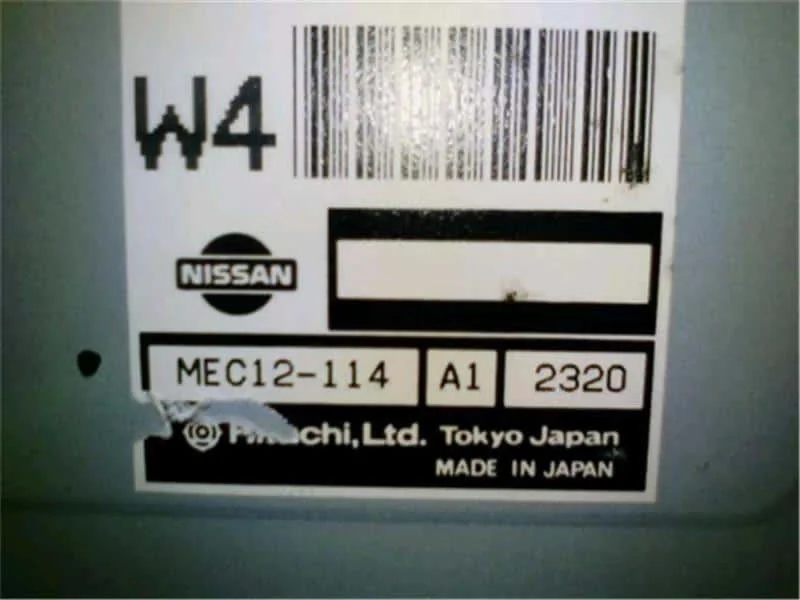 W4
NISSAN
MEC12-114 A1 2320
Hitachi,Ltd. Tokyo Japan
MADE IN JAPAN